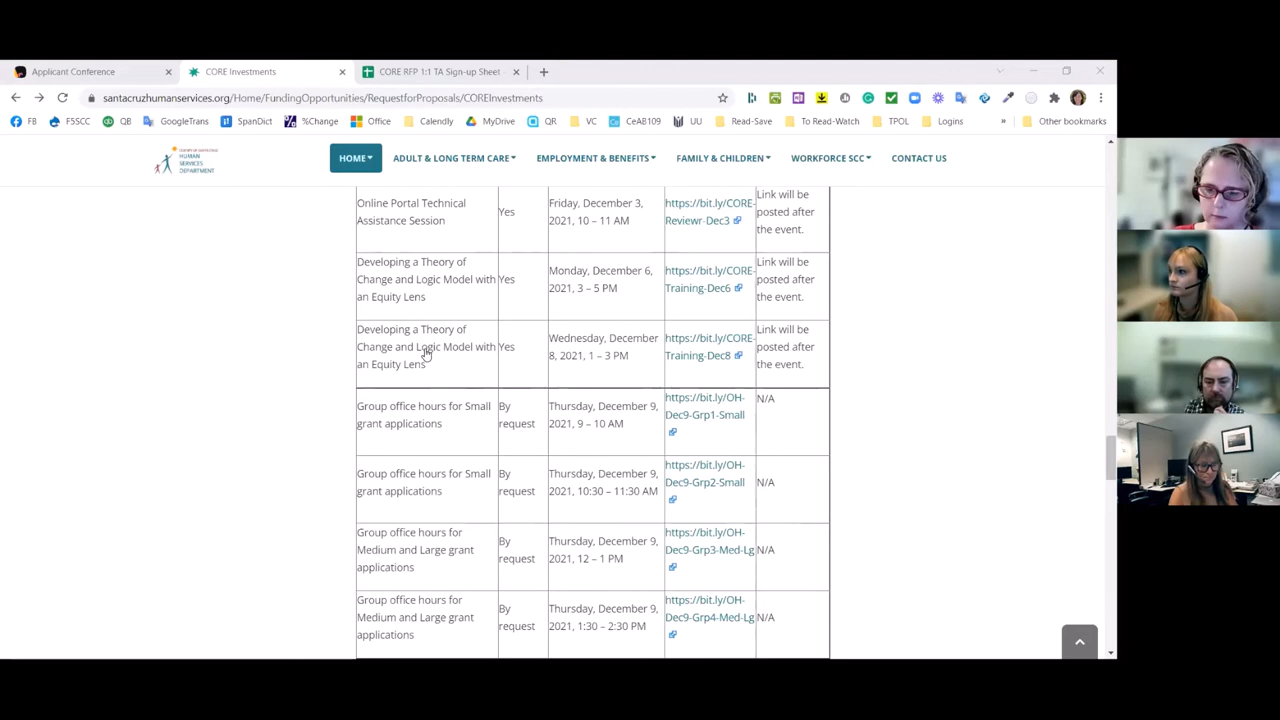 Applicant Conference
CORE Investments
CORE RFP 1:1 TA Sign-up Sheet
santacruzhumanservices.org/Home/FundingOpportunities/RequestforProposals/COREInvestments
FB
F5SCC
QB
GoogleTrans
SpanDict
%Change
Office
Calendly
MyDrive
QR
VC
CeA8109
UU
Read-Save
To Read-Watch
TPOL
Logins
»
Other bookmarks
HUMAN
SERVICES
DEPARTMENT
HOME
ADULT & LONG TERM CARE
EMPLOYMENT & BENEFITS
FAMILY & CHILDREN
WORKFORCE SCC
CONTACT US
Online Portal Technical
Assistance Session
Yes
Friday, December 3,
2021, 10 – 11 AM
https://bit.ly/CORE-
Reviewr-Dec3
Link will be
posted after
the event.
Developing a Theory of
Change and Logic Model with
an Equity Lens
Yes
Monday, December 6,
2021, 3 – 5 PM
https://bit.ly/CORE-
Training-Dec6
Link will be
posted after
the event.
Developing a Theory of
Change and Logic Model with
an Equity Lens
Yes
Wednesday, December
8, 2021, 1 – 3 PM
https://bit.ly/CORE-
Training-Dec8
Link will be
posted after
the event.
Group office hours for Small
grant applications
By
request
Thursday, December 9,
2021, 9 – 10 AM
https://bit.ly/OH-
Dec9-Grp1-Small
N/A
Group office hours for Small
grant applications
By
request
Thursday, December 9,
2021, 10:30 – 11:30 AM
https://bit.ly/OH-
Dec9-Grp2-Small
N/A
Group office hours for
Medium and Large grant
applications
By
request
Thursday, December 9,
2021, 12 – 1 PM
https://bit.ly/OH-
Dec9-Grp3-Med-Lg
N/A
Group office hours for
Medium and Large grant
applications
By
request
Thursday, December 9,
2021, 1:30 – 2:30 PM
https://bit.ly/OH-
Dec9-Grp4-Med-Lg
N/A